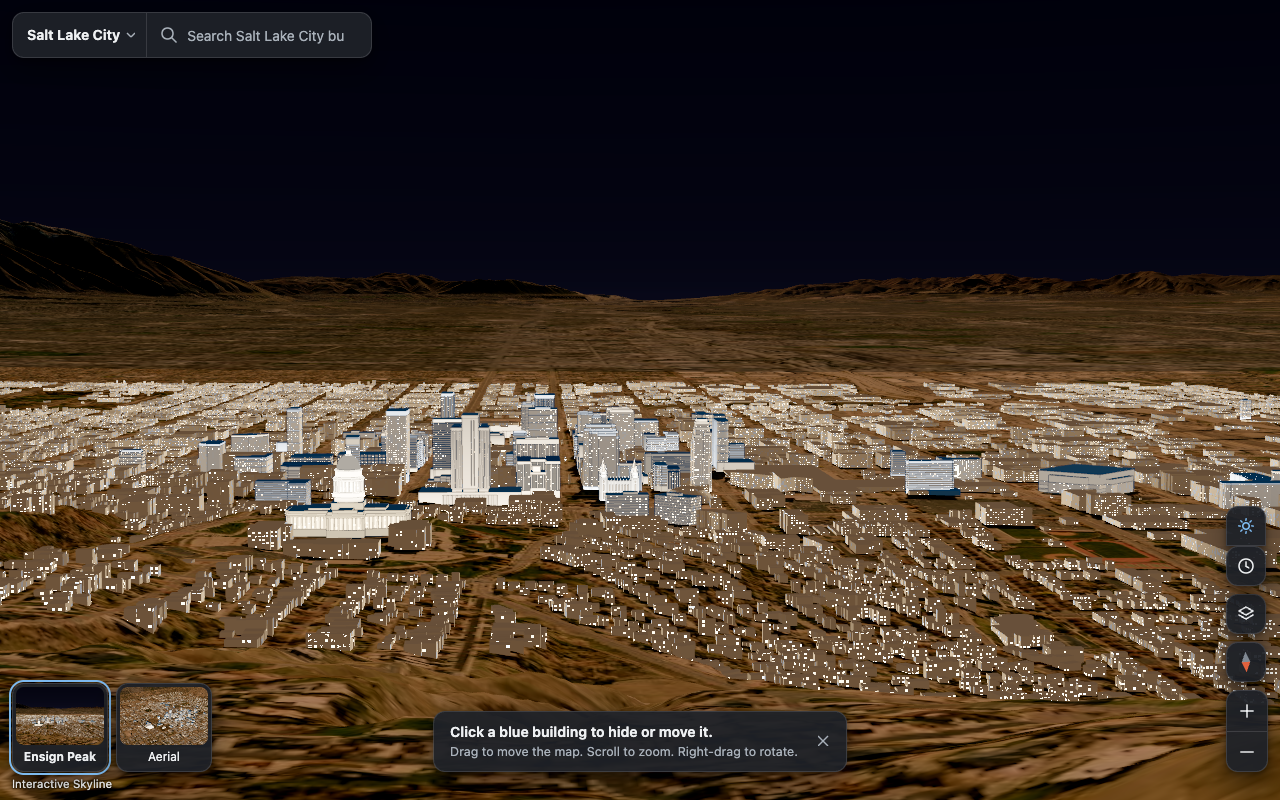 Salt Lake City
Search Salt Lake City bu
Click a blue building to hide or move it.
Drag to move the map. Scroll to zoom. Right-drag to rotate.
Ensign Peak
Aerial
Interactive Skyline